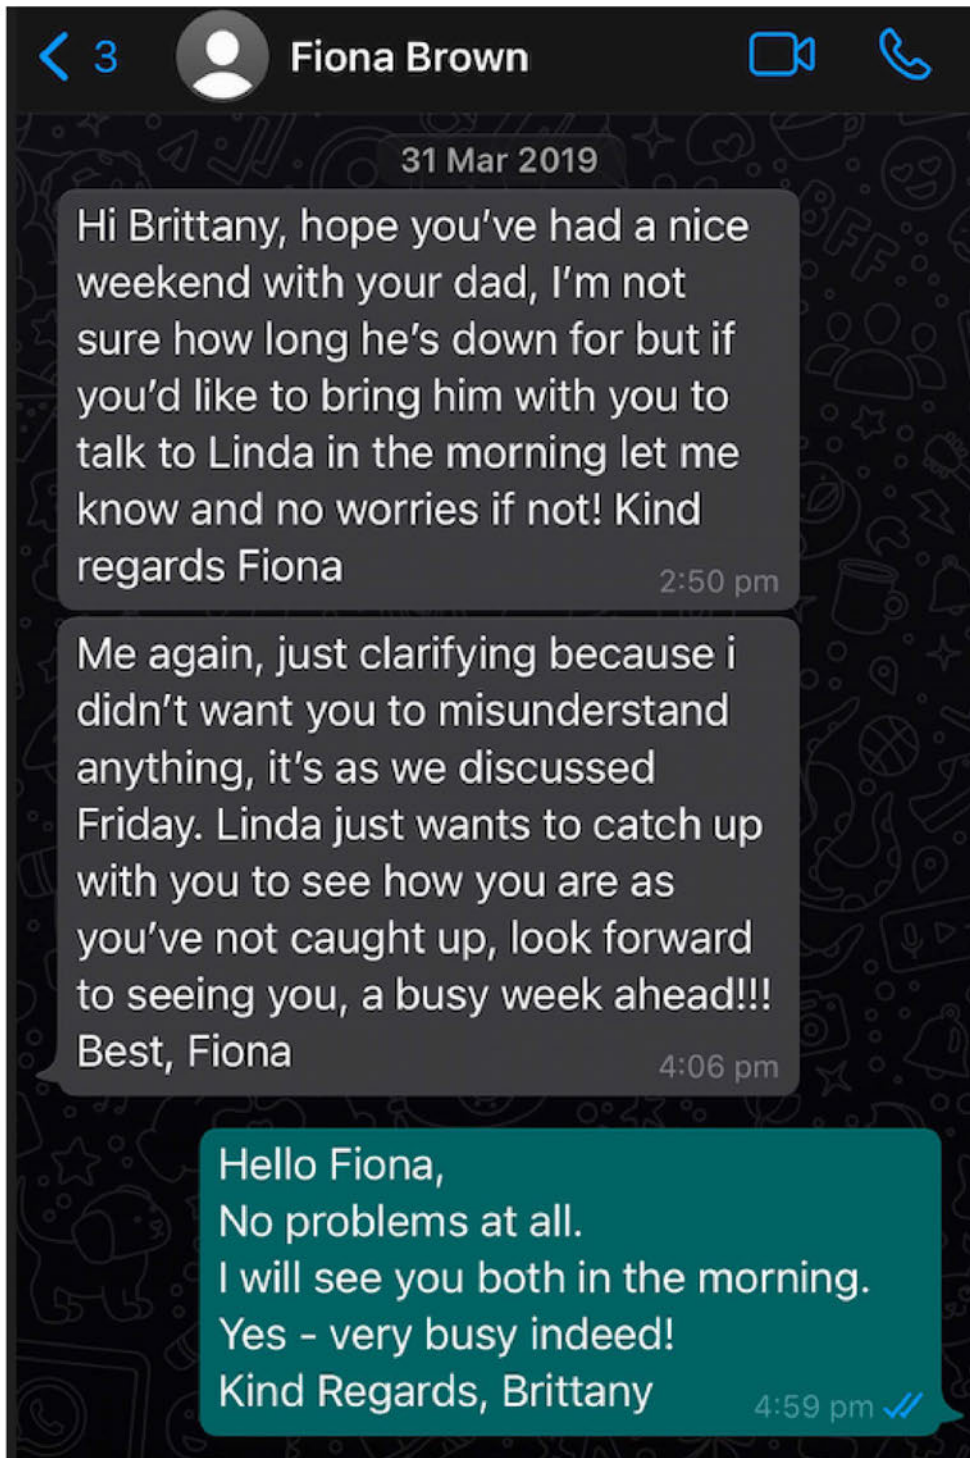 3
Fiona Brown
31 Mar 2019
Hi Brittany, hope you've had a nice
weekend with your dad, I'm not
sure how long he's down for but if
you'd like to bring him with you to
talk to Linda in the morning let me
know and no worries if not! Kind
regards Fiona
2:50 pm
Me again, just clarifying because i
didn't want you to misunderstand
anything, it's as we discussed
Friday. Linda just wants to catch up
with you to see how you are as
you've not caught up, look forward
to seeing you, a busy week ahead!!!
Best, Fiona
4:06 pm
Hello Fiona,
No problems at all.
I will see you both in the morning.
Yes - very busy indeed!
Kind Regards, Brittany
4:59 pm
BFF